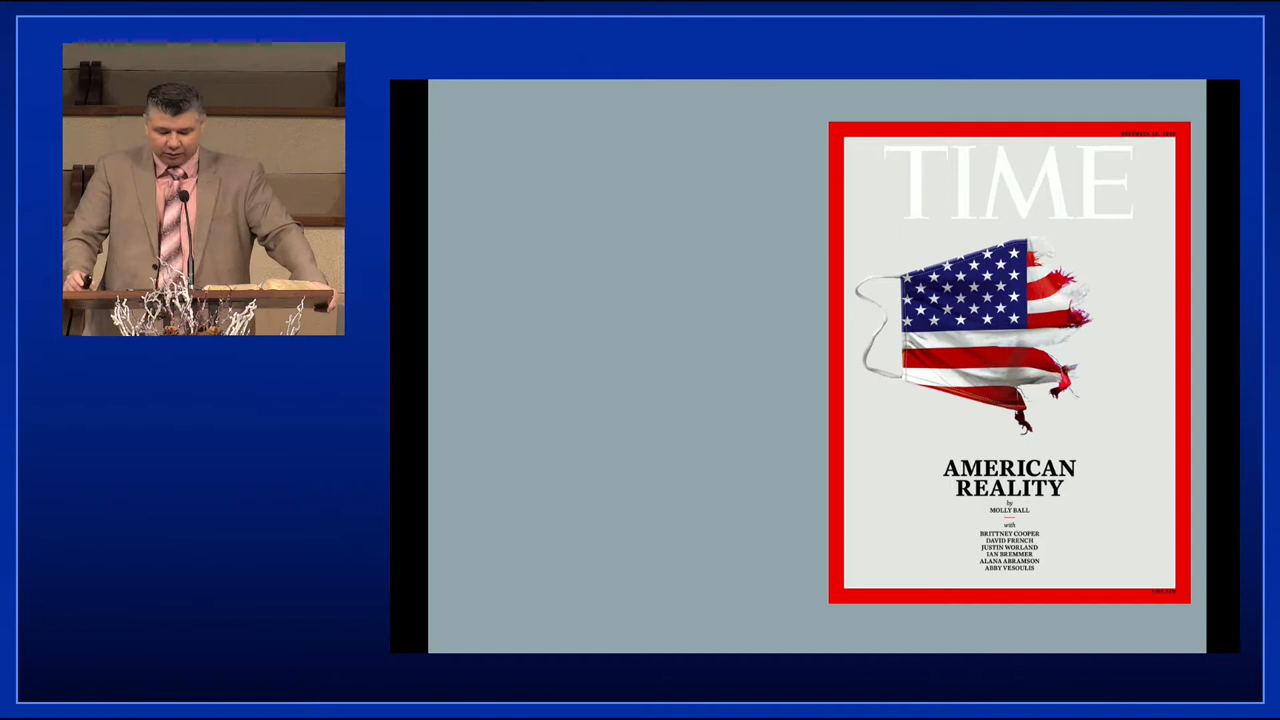 TIME
AMERICAN
REALITY
by
MOLLY BALL
with
BRITTNEY COOPER
DAVID FRENCH
JUSTIN WORLAND
IAN BREMMER
ALANA ABRAMSON
ABBY VESOULIS